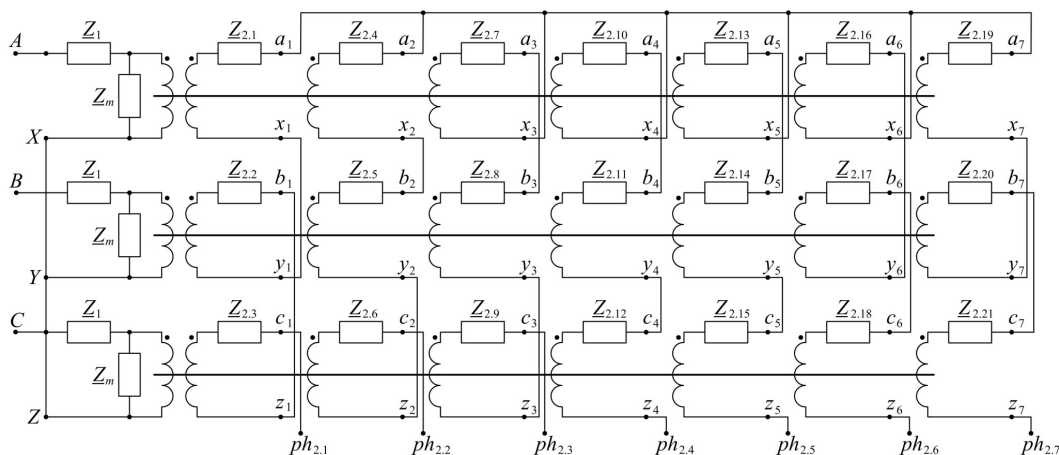 A Z1 Z2.1 a1 Z2.4 a2 Z2.7 a3 Z2.10 a4 Z2.13 a5 Z2.16 a6 Z2.19 a7
Zm
X x1 x2 x3 x4 x5 x6 x7
B Z1 Z2.2 b1 Z2.5 b2 Z2.8 b3 Z2.11 b4 Z2.14 b5 Z2.17 b6 Z2.20 b7
Zm
Y y1 y2 y3 y4 y5 y6 y7
C Z1 Z2.3 c1 Z2.6 c2 Z2.9 c3 Z2.12 c4 Z2.15 c5 Z2.18 c6 Z2.21 c7
Zm
Z z1 z2 z3 z4 z5 z6 z7
ph2.1 ph2.2 ph2.3 ph2.4 ph2.5 ph2.6 ph2.7